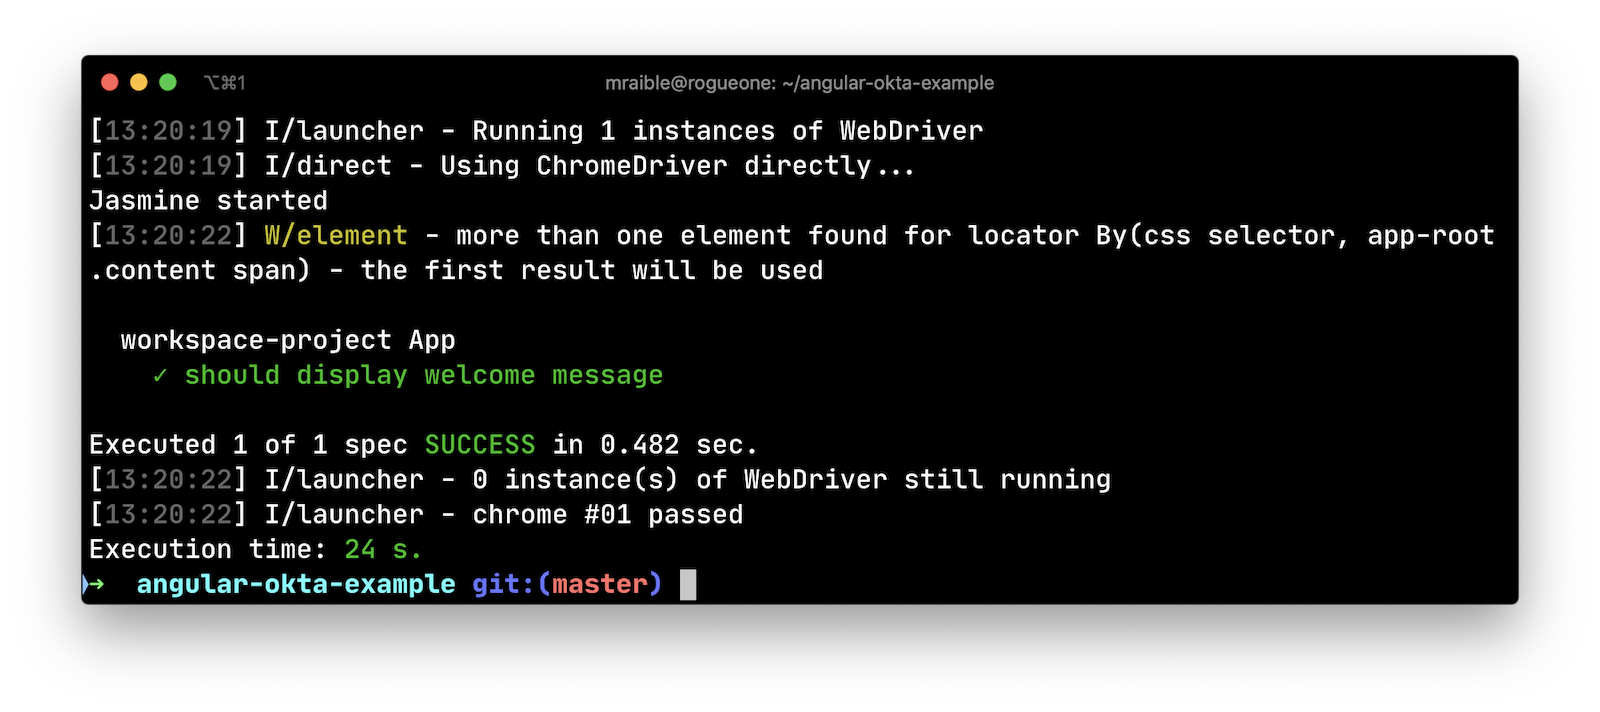 ⌥⌘1 mraible@rogueone: ~/angular-okta-example
[13:20:19] I/launcher - Running 1 instances of WebDriver
[13:20:19] I/direct - Using ChromeDriver directly...
Jasmine started
[13:20:22] W/element - more than one element found for locator By(css selector, app-root
.content span) - the first result will be used
workspace-project App
✓ should display welcome message
Executed 1 of 1 spec SUCCESS in 0.482 sec.
[13:20:22] I/launcher - 0 instance(s) of WebDriver still running
[13:20:22] I/launcher - chrome #01 passed
Execution time: 24 s.
→ angular-okta-example git:(master)